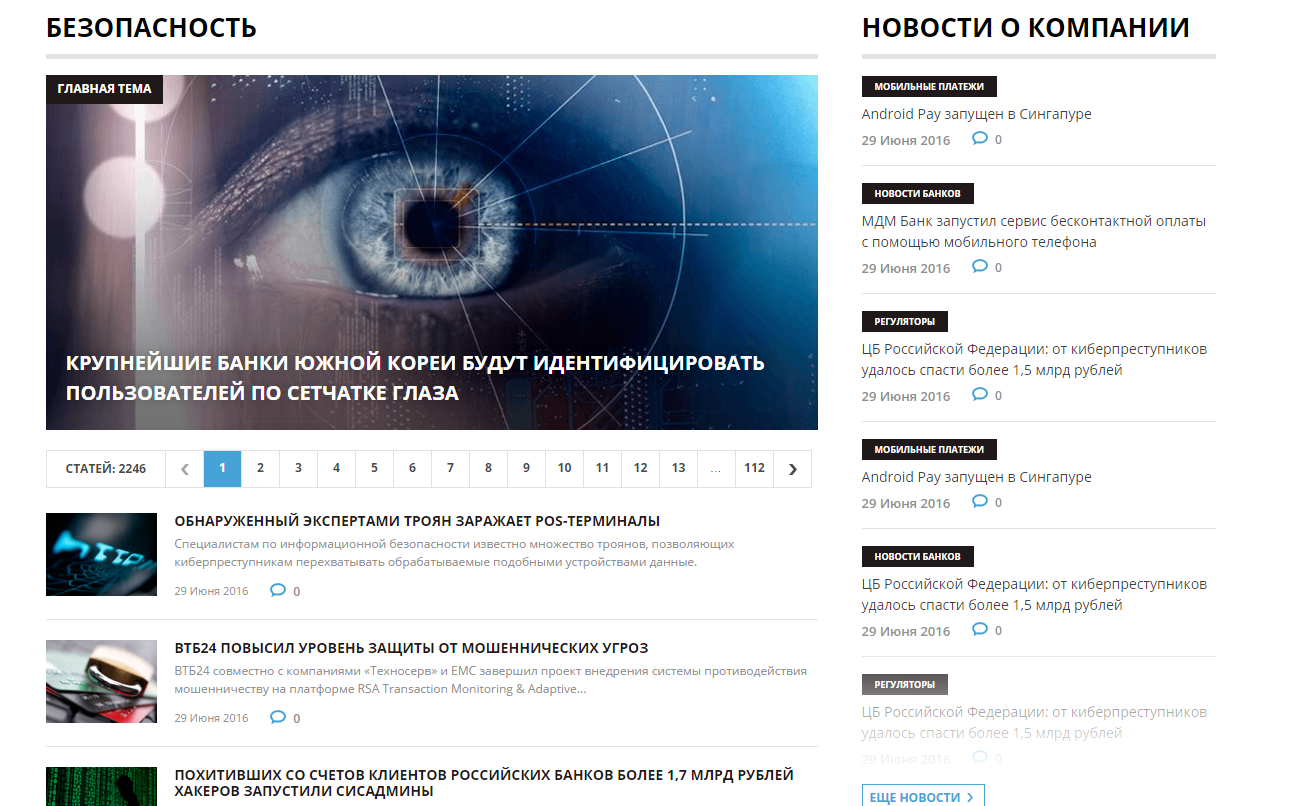 БЕЗОПАСНОСТЬ
ГЛАВНАЯ ТЕМА
КРУПНЕЙШИЕ БАНКИ ЮЖНОЙ КОРЕИ БУДУТ ИДЕНТИФИЦИРОВАТЬ
ПОЛЬЗОВАТЕЛЕЙ ПО СЕТЧАТКЕ ГЛАЗА
СТАТЕЙ: 2246 ‹ 1 2 3 4 5 6 7 8 9 10 11 12 13 ... 112 ›
ОБНАРУЖЕННЫЙ ЭКСПЕРТАМИ ТРОЯН ЗАРАЖАЕТ POS-ТЕРМИНАЛЫ
Специалистам по информационной безопасности известно множество троянов, позволяющих
киберпреступникам перехватывать обрабатываемые подобными устройствами данные.
29 Июня 2016 0
ВТБ24 ПОВЫСИЛ УРОВЕНЬ ЗАЩИТЫ ОТ МОШЕННИЧЕСКИХ УГРОЗ
ВТБ24 совместно с компаниями «Техносерв» и ЕМС завершил проект внедрения системы противодействия
мошенничеству на платформе RSA Transaction Monitoring & Adaptive...
29 Июня 2016 0
ПОХИТИВШИХ СО СЧЕТОВ КЛИЕНТОВ РОССИЙСКИХ БАНКОВ БОЛЕЕ 1,7 МЛРД РУБЛЕЙ
ХАКЕРОВ ЗАПУСТИЛИ СИСАДМИНЫ
НОВОСТИ О КОМПАНИИ
МОБИЛЬНЫЕ ПЛАТЕЖИ
Android Pay запущен в Сингапуре
29 Июня 2016 0
НОВОСТИ БАНКОВ
МДМ Банк запустил сервис бесконтактной оплаты
с помощью мобильного телефона
29 Июня 2016 0
РЕГУЛЯТОРЫ
ЦБ Российской Федерации: от киберпреступников
удалось спасти более 1,5 млрд рублей
29 Июня 2016 0
МОБИЛЬНЫЕ ПЛАТЕЖИ
Android Pay запущен в Сингапуре
29 Июня 2016 0
НОВОСТИ БАНКОВ
ЦБ Российской Федерации: от киберпреступников
удалось спасти более 1,5 млрд рублей
29 Июня 2016 0
РЕГУЛЯТОРЫ
ЦБ Российской Федерации: от киберпреступников
удалось спасти более 1,5 млрд рублей
29 Июня 2016 0
ЕЩЕ НОВОСТИ ›